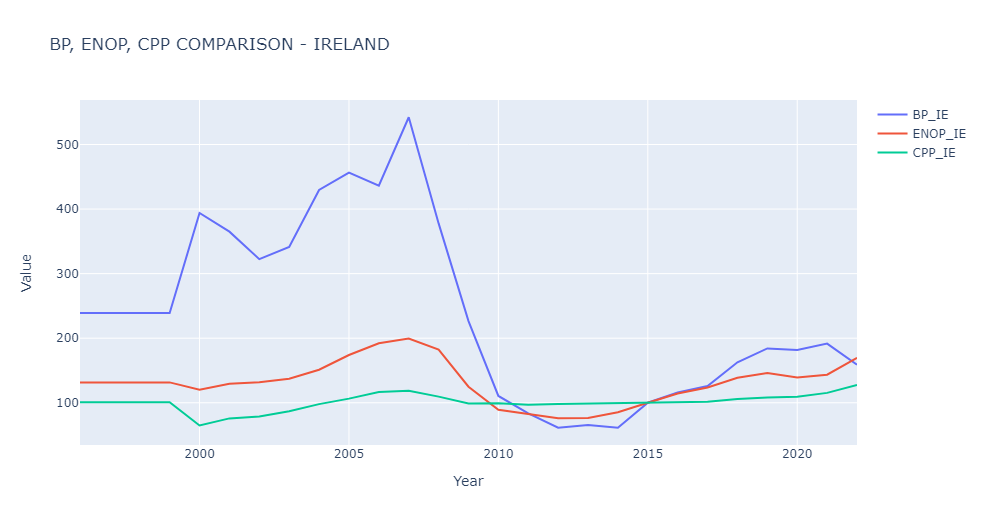 BP, ENOP, CPP COMPARISON - IRELAND
BP_IE
ENOP_IE
CPP_IE
500
400
300
200
100
Value
2000
2005
2010
2015
2020
Year